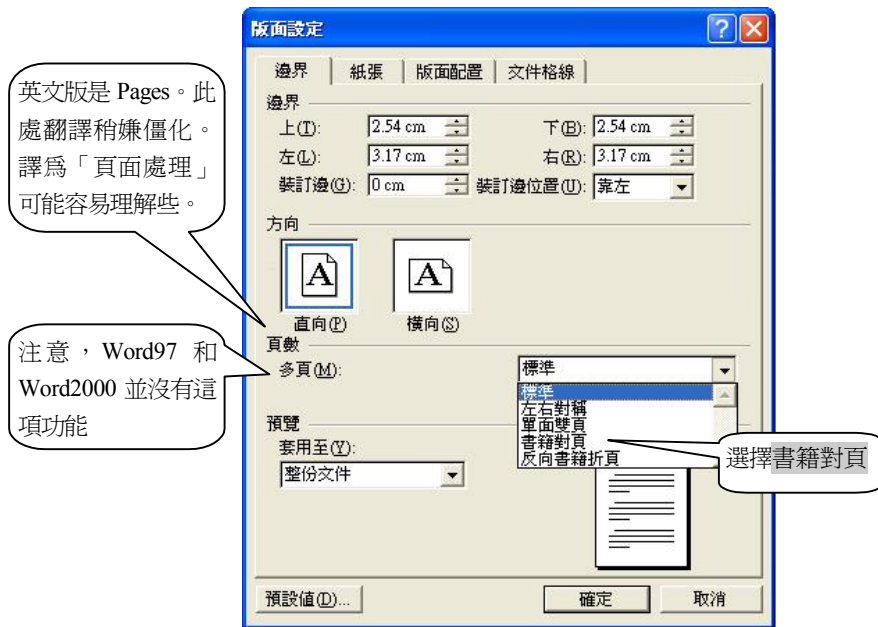 版面設定
邊界 紙張 版面配置 文件格線
邊界
上(T): 2.54 cm 下(B): 2.54 cm
左(L): 3.17 cm 右(R): 3.17 cm
裝訂邊(G): 0 cm 裝訂邊位置(U): 靠左
方向
A A
直向(P) 橫向(S)
頁數
多頁(M): 標準
標準
左右對稱
單面雙頁
書籍對頁
反向書籍折頁
預覽
套用至(Y):
整份文件
預設值(D)... 確定 取消
英文版是 Pages。此
處翻譯稍嫌僵化。
譯爲「頁面處理」
可能容易理解些。
注意，Word97 和
Word2000 並沒有這
項功能
選擇書籍對頁